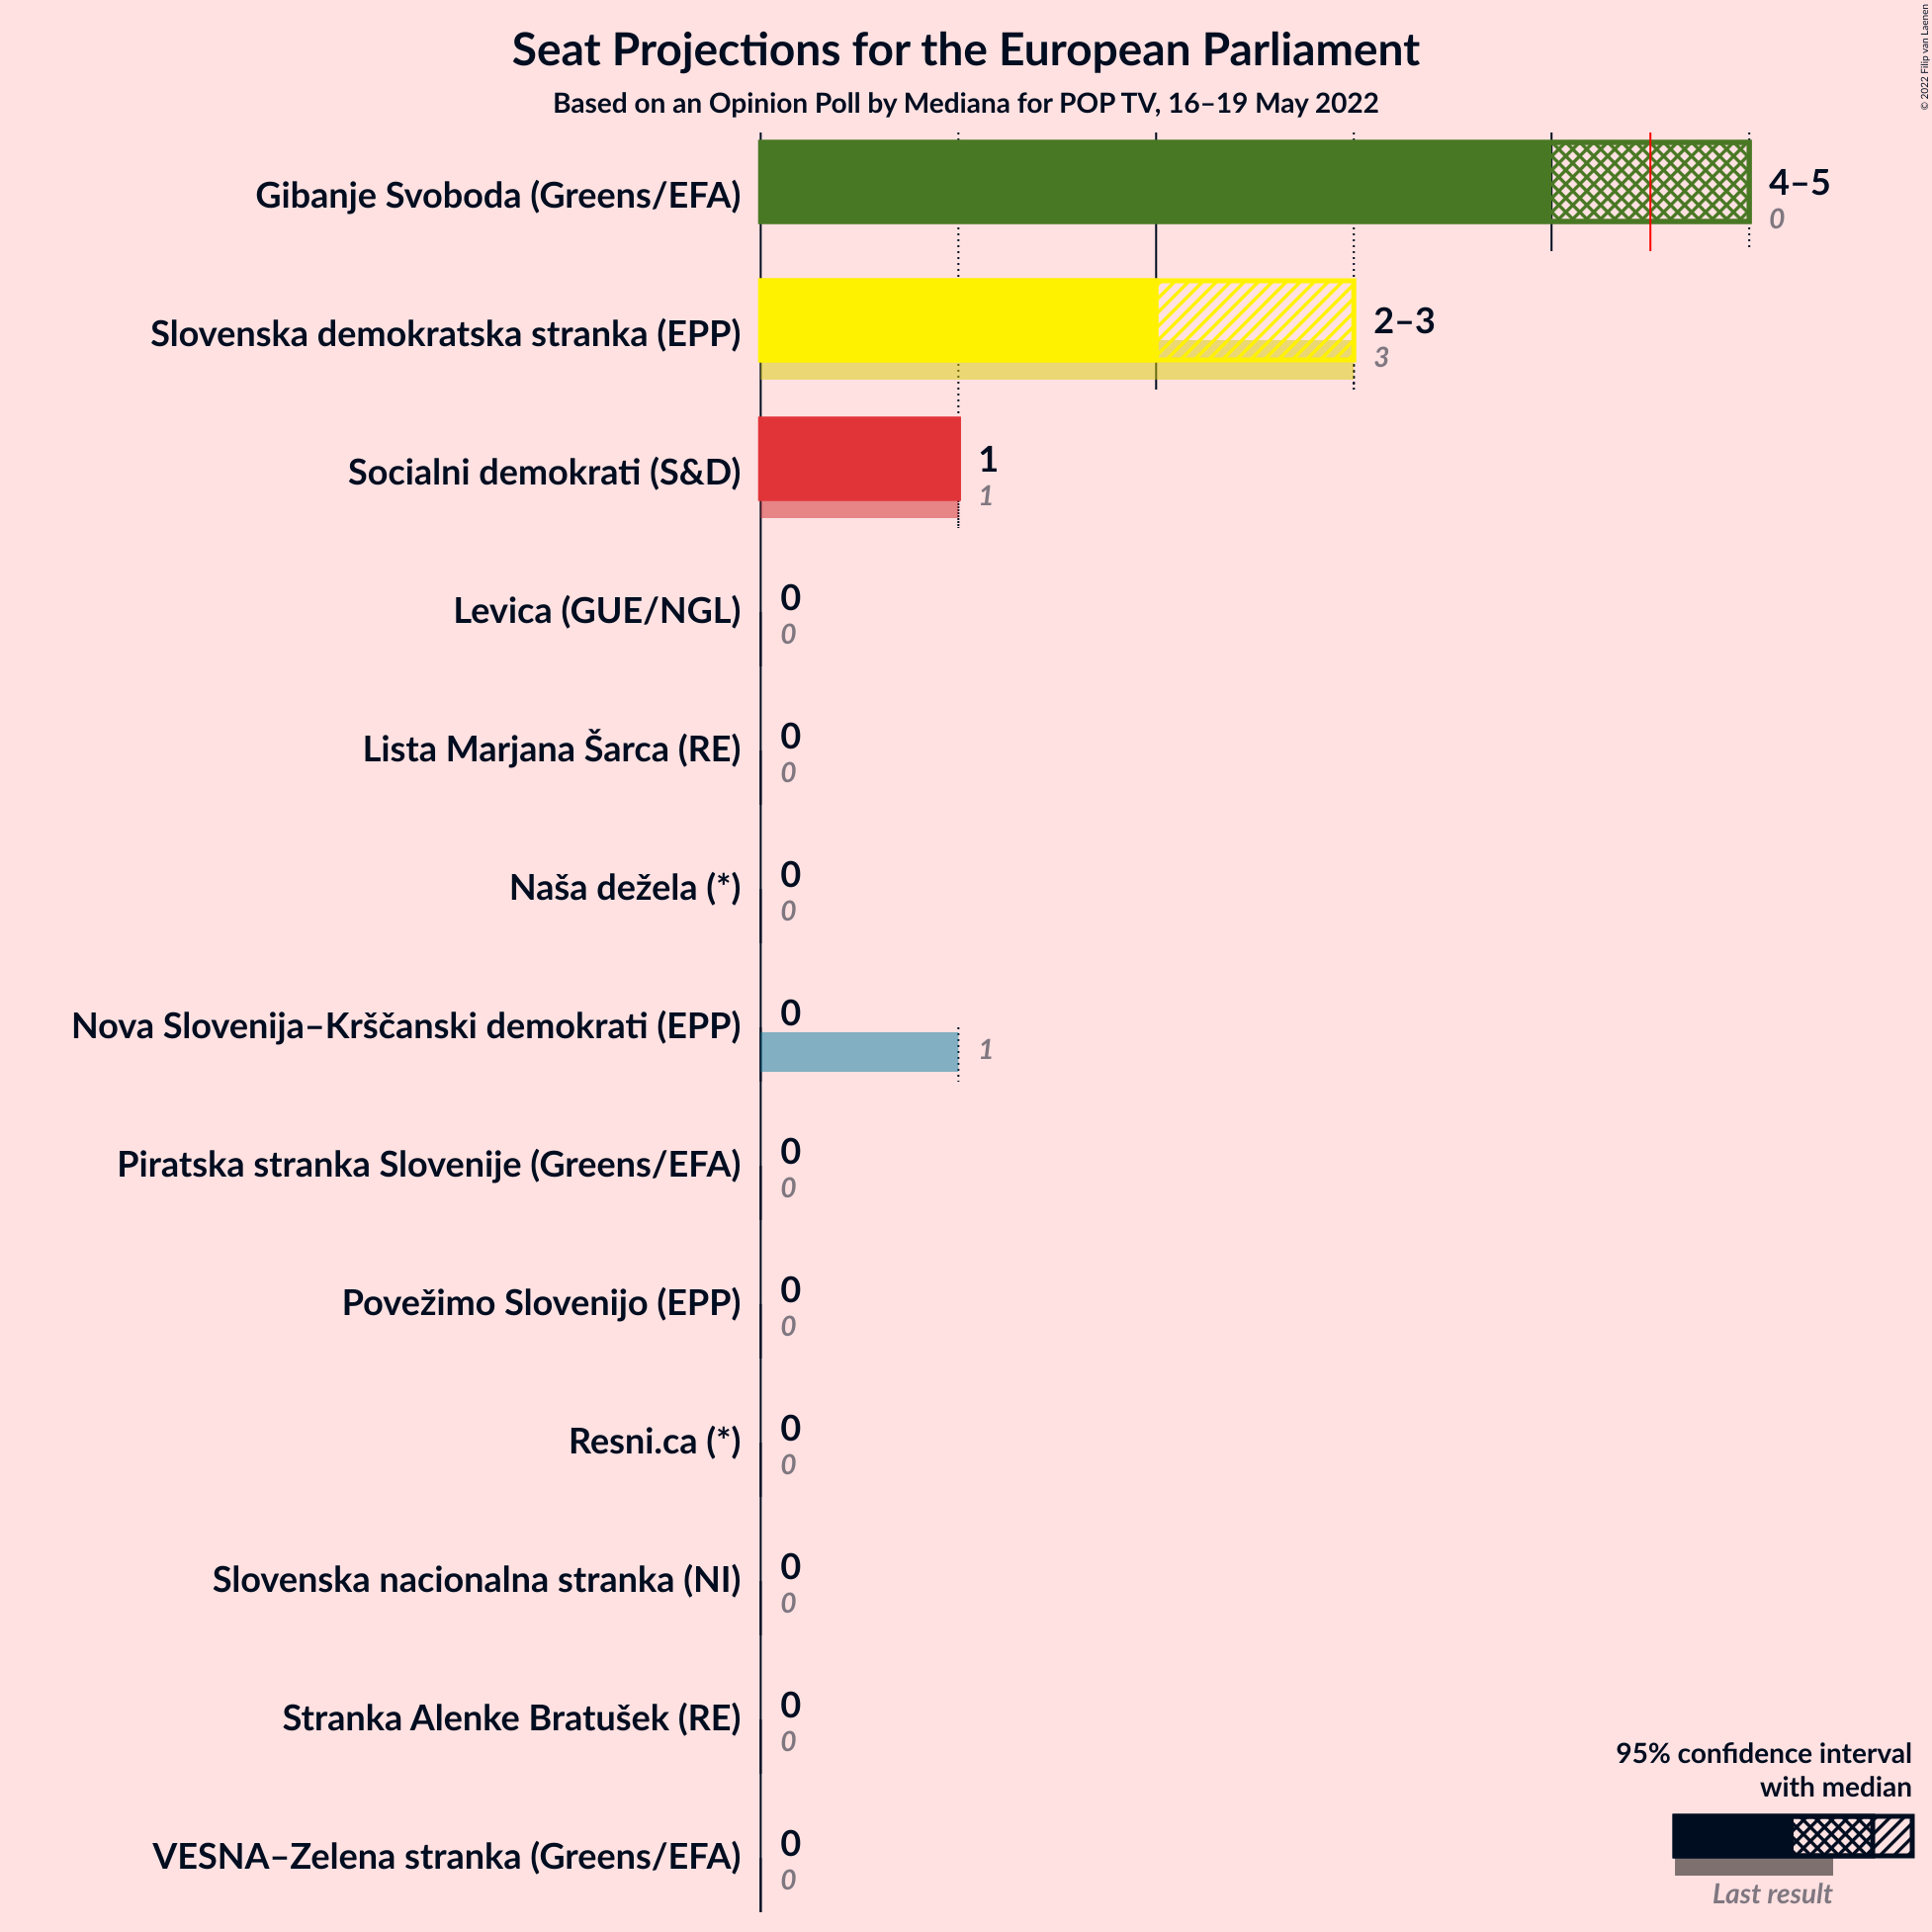 Seat Projections for the European Parliament
Based on an Opinion Poll by Mediana for POP TV, 16–19 May 2022
© 2022 Filip van Laenen
Gibanje Svoboda (Greens/EFA)
4–5
0
Slovenska demokratska stranka (EPP)
2–3
3
Socialni demokrati (S&D)
1
1
Levica (GUE/NGL)
0
0
Lista Marjana Šarca (RE)
0
0
Naša dežela (*)
0
0
Nova Slovenija–Krščanski demokrati (EPP)
0
1
Piratska stranka Slovenije (Greens/EFA)
0
0
Povežimo Slovenijo (EPP)
0
0
Resni.ca (*)
0
0
Slovenska nacionalna stranka (NI)
0
0
Stranka Alenke Bratušek (RE)
0
0
VESNA–Zelena stranka (Greens/EFA)
0
0
95% confidence interval
with median
Last result